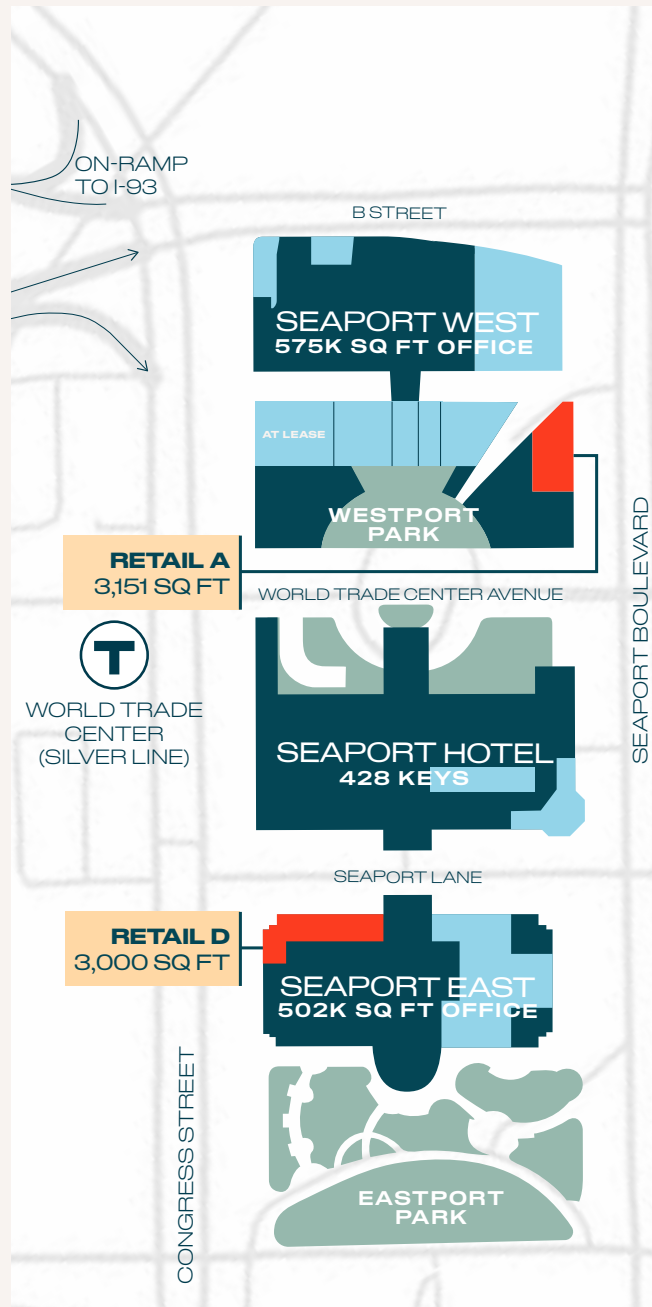 ON-RAMP
TO I-93
B STREET
SEAPORT WEST
575K SQ FT OFFICE
AT LEASE
WESTPORT
PARK
RETAIL A
3,151 SQ FT
WORLD TRADE CENTER AVENUE
SEAPORT BOULEVARD
T
WORLD TRADE
CENTER
(SILVER LINE)
SEAPORT HOTEL
428 KEYS
SEAPORT LANE
RETAIL D
3,000 SQ FT
SEAPORT EAST
502K SQ FT OFFICE
CONGRESS STREET
EASTPORT
PARK